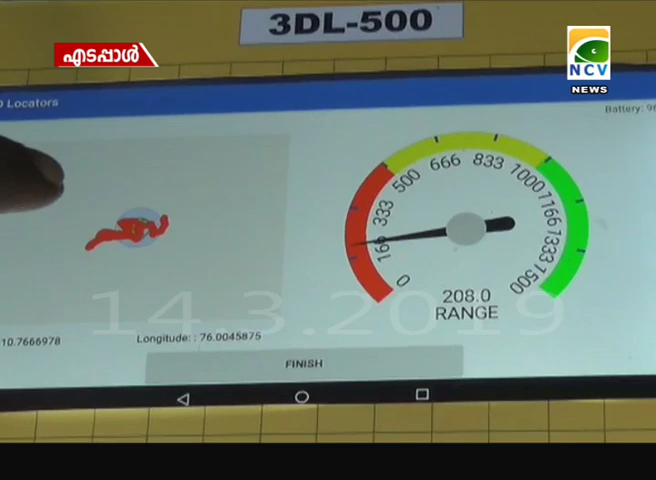 3DL-500
എടപ്പാൾ
NCV
NEWS
Locators
Battery: 9
0
166
333
500
666
833
1000
1166
1333
1500
208.0
RANGE
14.3.2019
10.7666978
Longitude: : 76.0045875
FINISH